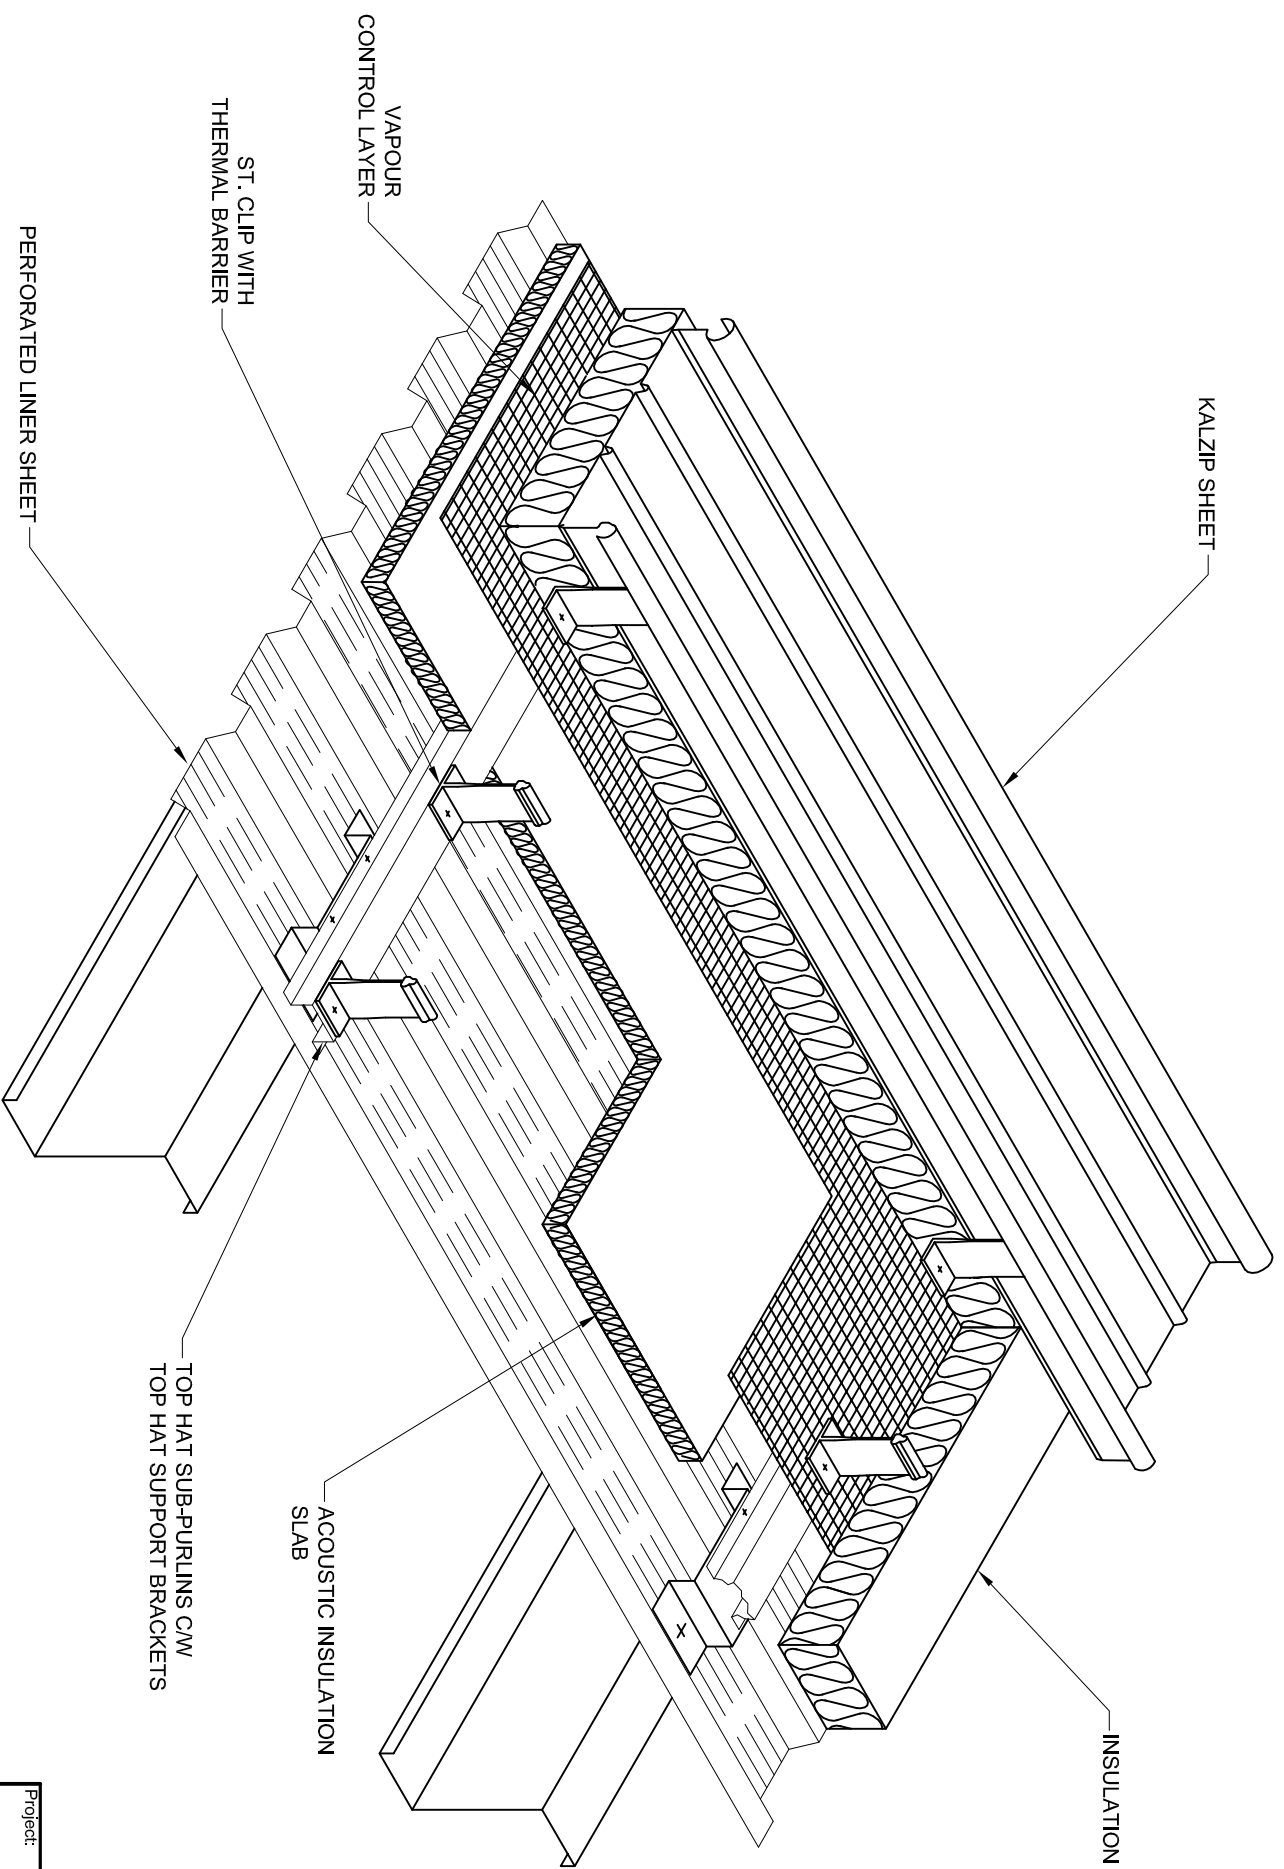 KALZIP SHEET
INSULATION
VAPOUR
CONTROL LAYER
ST. CLIP WITH
THERMAL BARRIER
PERFORATED LINER SHEET
ACOUSTIC INSULATION
SLAB
TOP HAT SUB-PURLINS C/W
TOP HAT SUPPORT BRACKETS
Project: